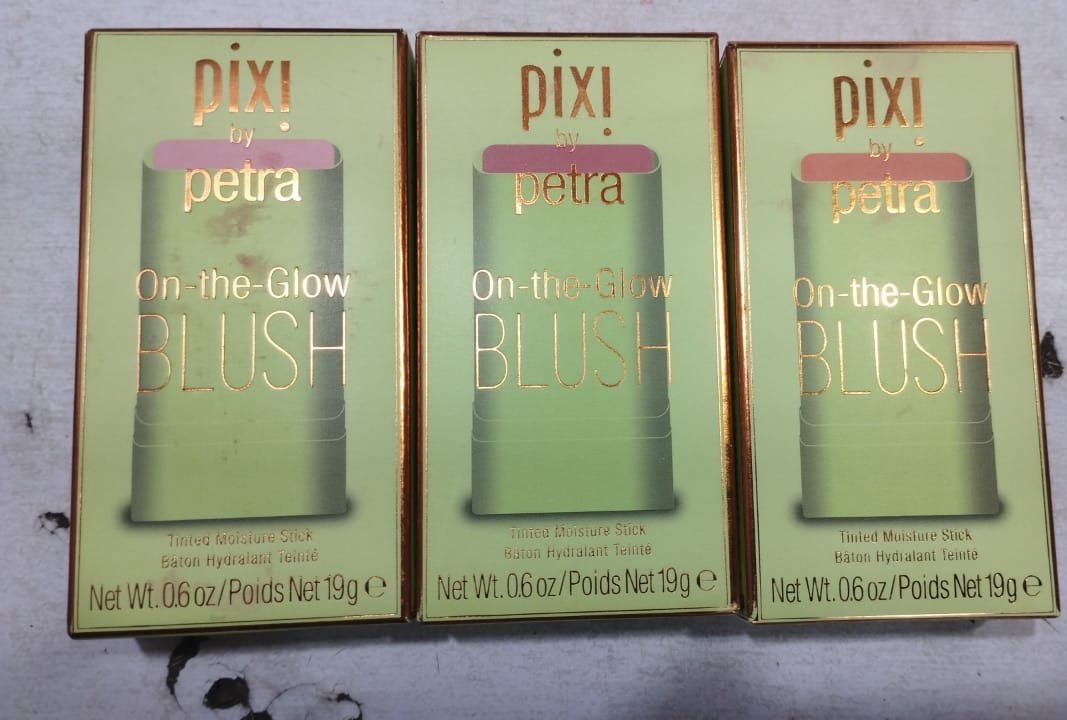 pixi
by
petra
On-the-Glow
BLUSH
Tinted Moisture Stick
Bâton Hydralant Teinté
Net Wt. 0.6 oz/Poids Net 19g ℮
pixi
by
petra
On-the-Glow
BLUSH
Tinted Moisture Stick
Bâton Hydralant Teinté
Net Wt. 0.6 oz/Poids Net 19g ℮
pixi
by
petra
On-the-Glow
BLUSH
Tinted Moisture Stick
Bâton Hydralant Teinté
Net Wt. 0.6 oz/Poids Net 19g ℮